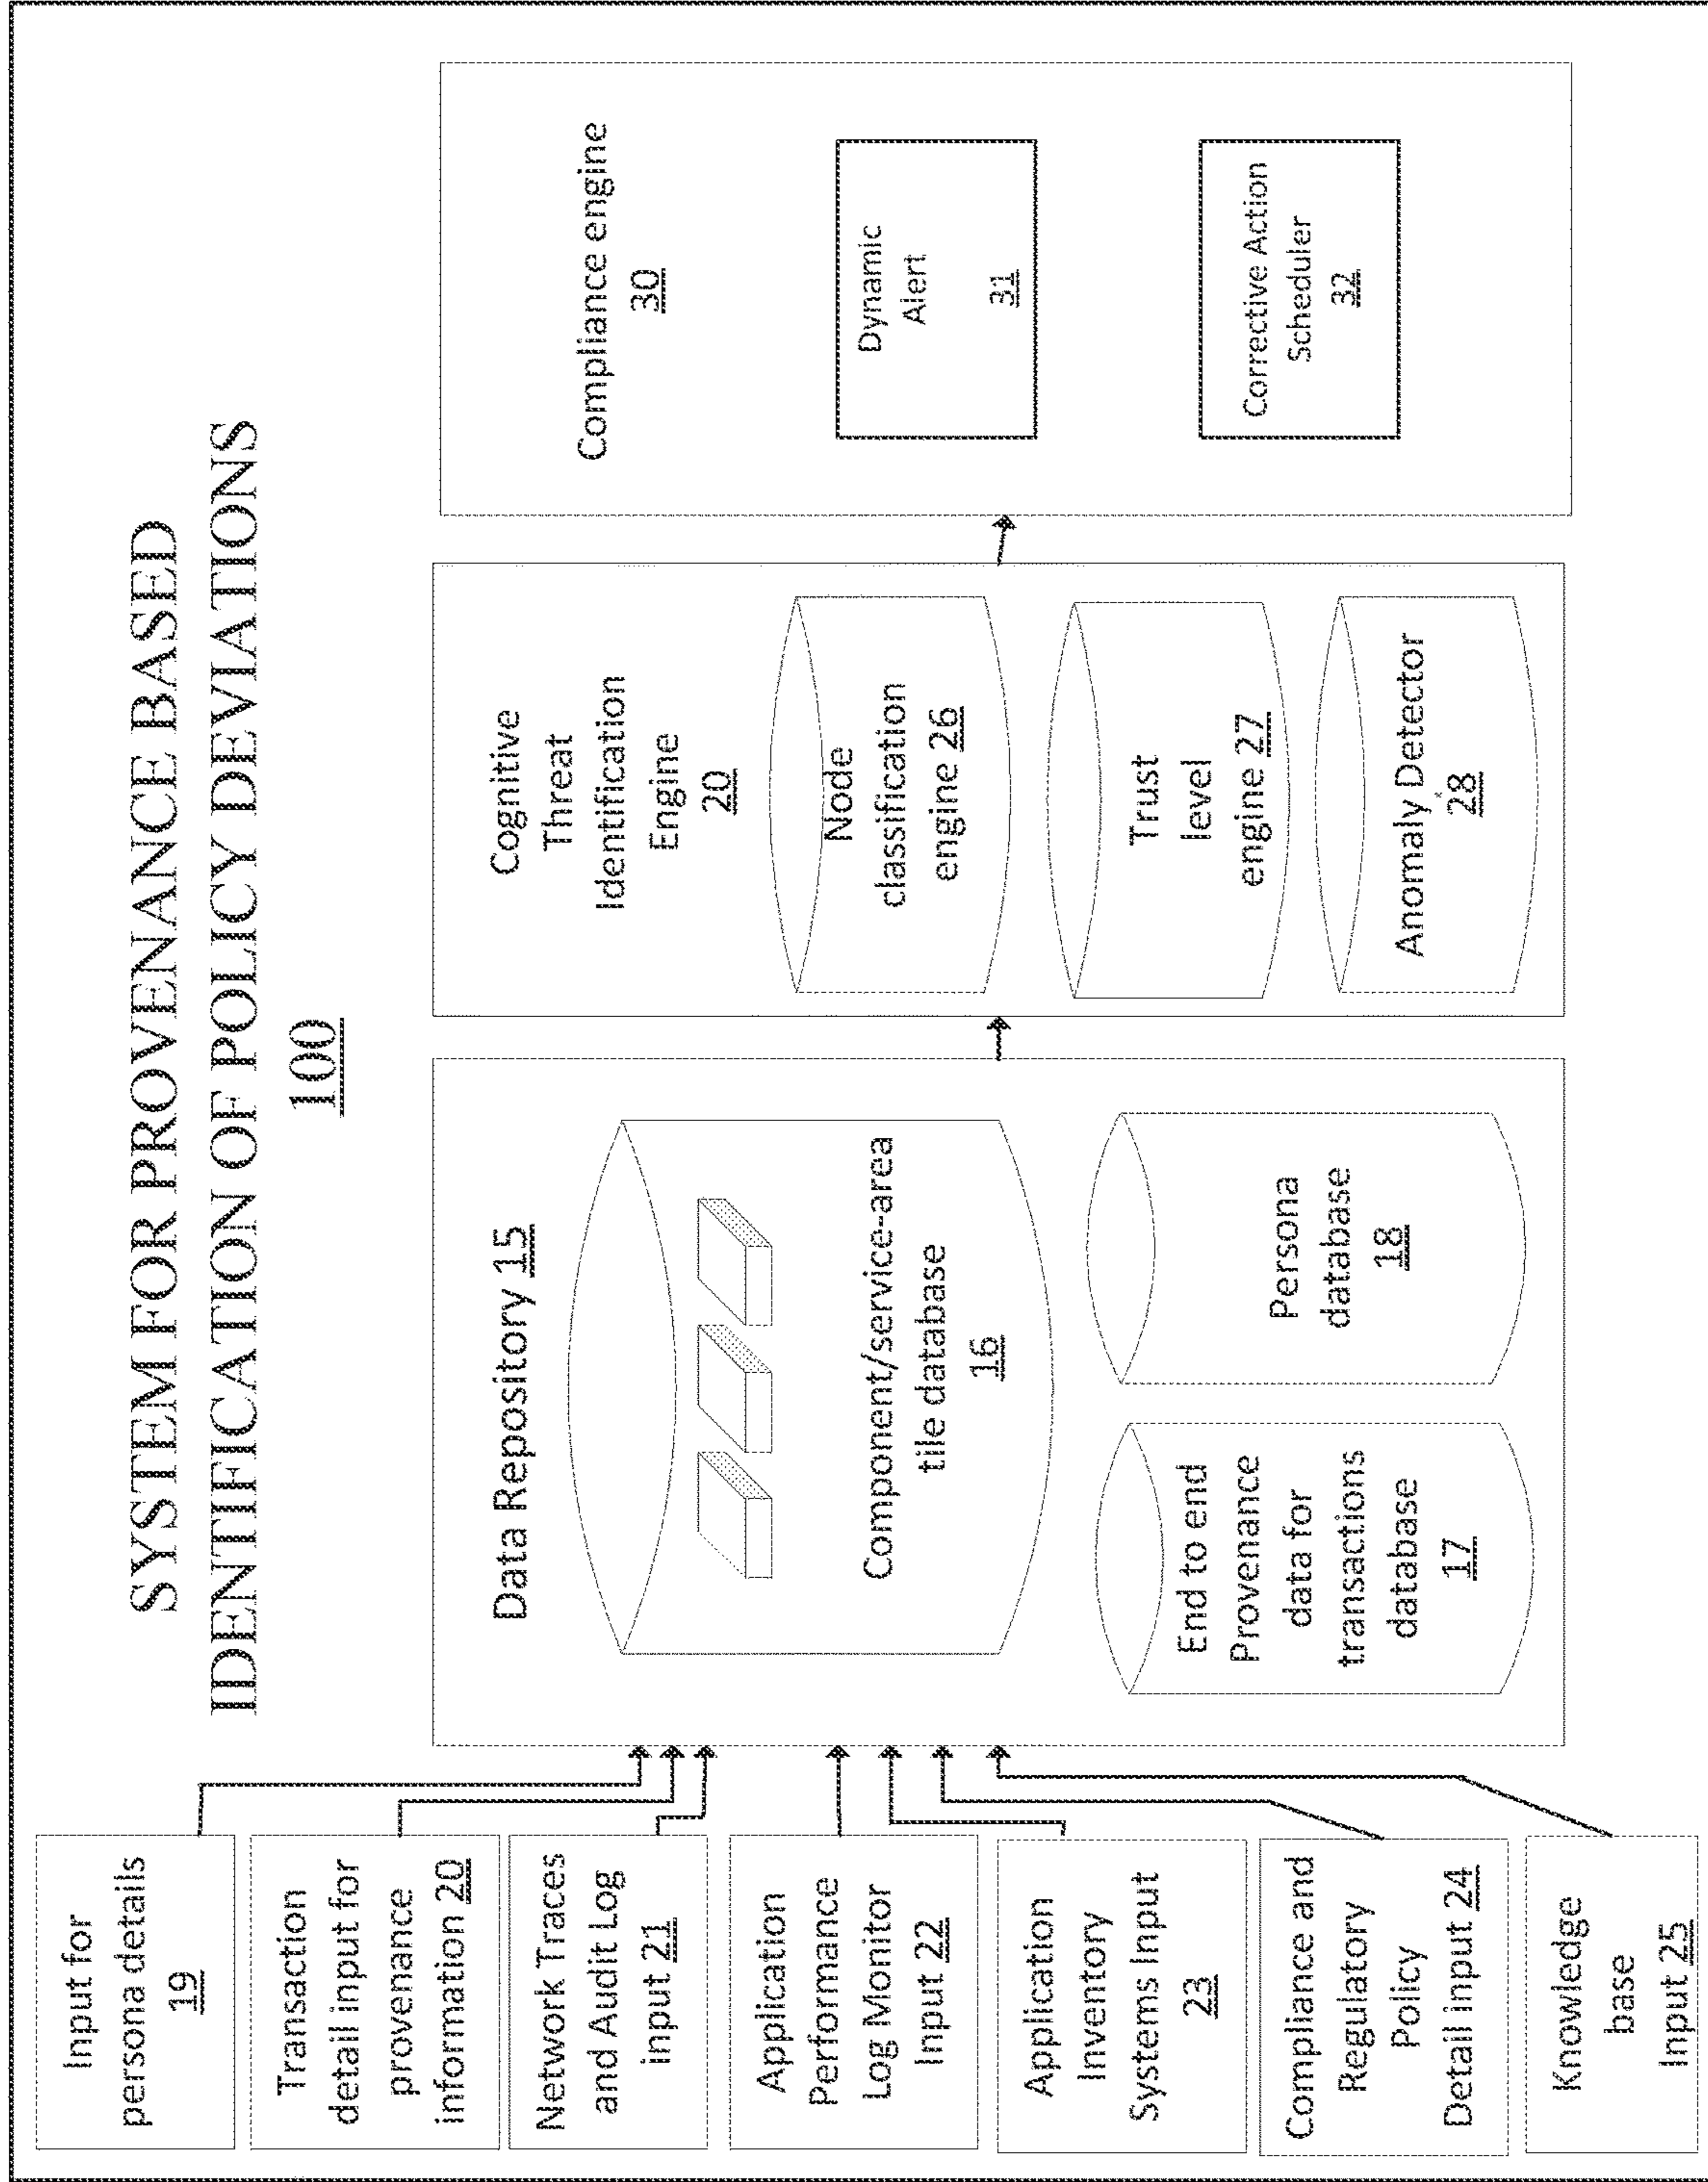 SYSTEM FOR PROVENANCE BASED
IDENTIFICATION OF POLICY DEVIATIONS
100
Input for
persona details
19
Transaction
detail input for
provenance
information 20
Network Traces
and Audit Log
input 21
Application
Performance
Log Monitor
Input 22
Application
Inventory
Systems Input
23
Compliance and
Regulatory
Policy
Detail input 24
Knowledge
base
Input 25
Data Repository 15
Component/service-area
tile database
16
End to end
Provenance
data for
transactions
database
17
Persona
database
18
Cognitive
Threat
Identification
Engine
20
Node
classification
engine 26
Trust
level
engine 27
Anomaly Detector
28
Compliance engine
30
Dynamic
Alert
31
Corrective Action
Scheduler
32